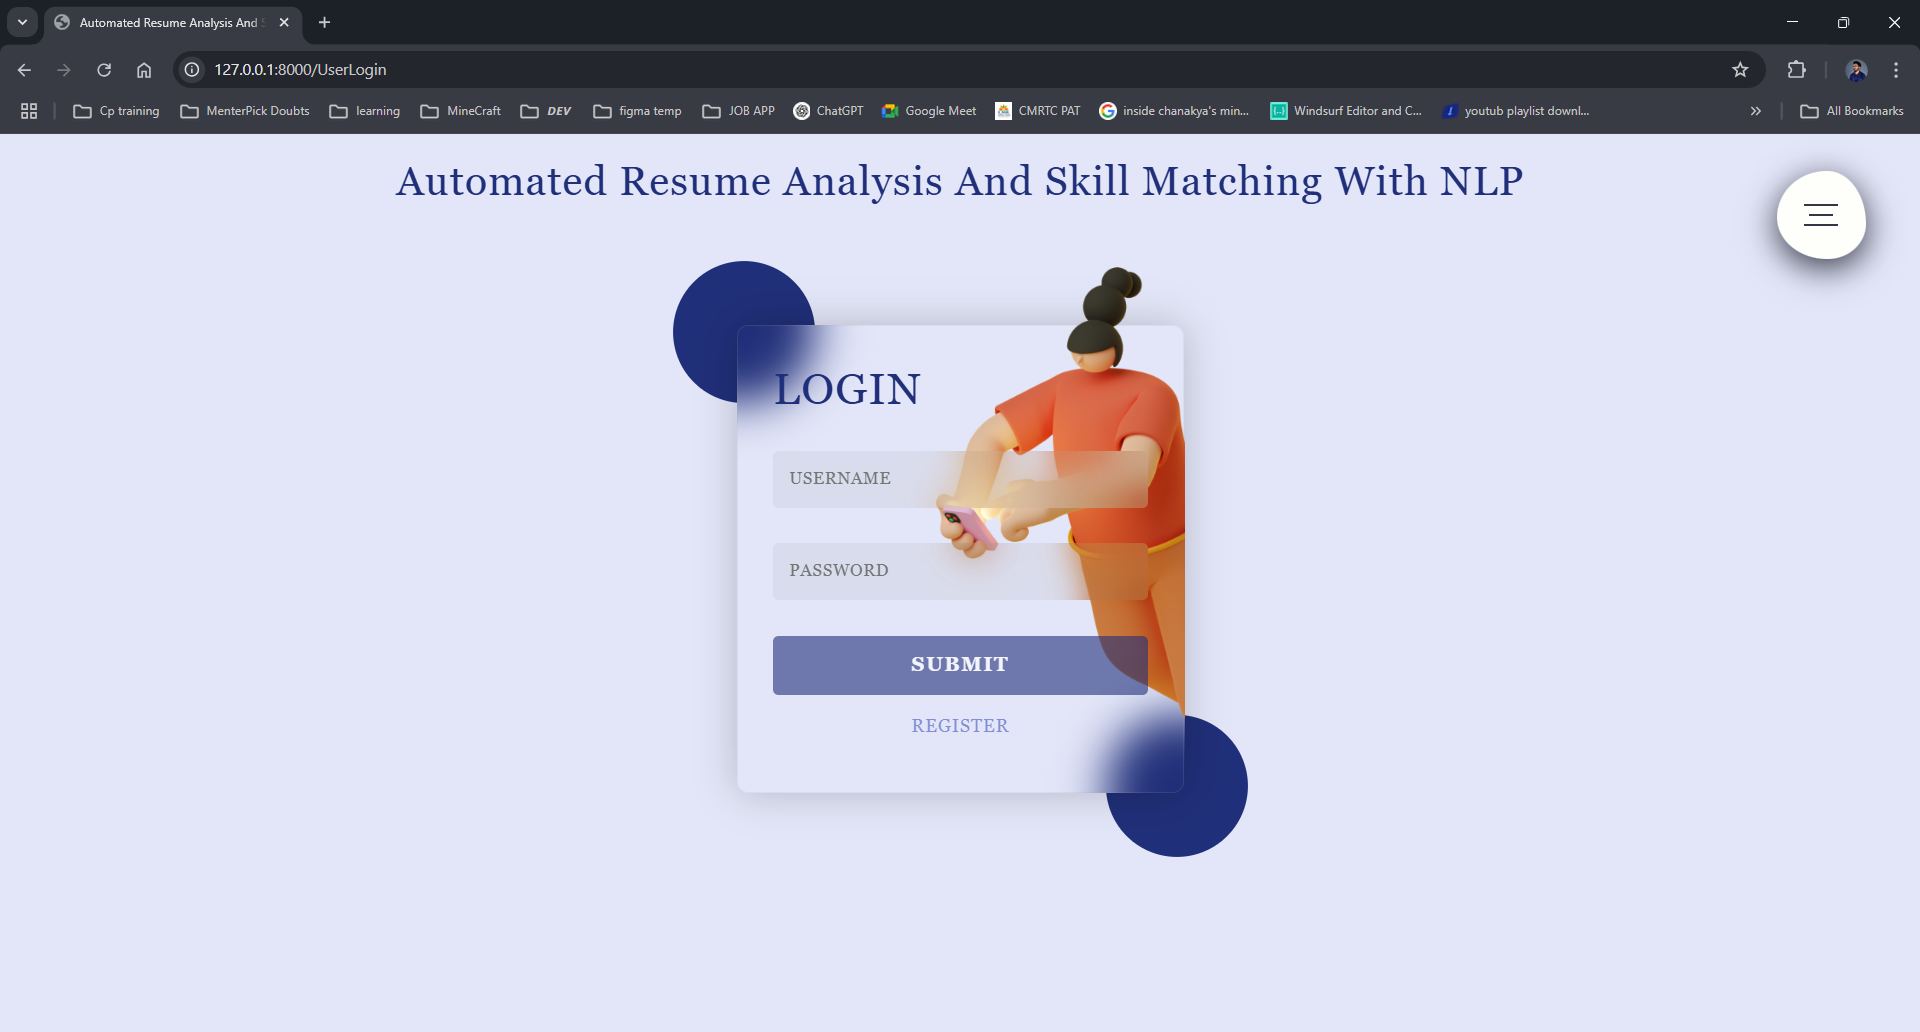 Automated Resume Analysis And
127.0.0.1:8000/UserLogin
Cp training MenterPick Doubts learning MineCraft DEV figma temp JOB APP ChatGPT Google Meet CMRTC PAT inside chanakya's min... Windsurf Editor and C... youtub playlist downl... All Bookmarks
Automated Resume Analysis And Skill Matching With NLP
LOGIN
USERNAME
PASSWORD
SUBMIT
REGISTER